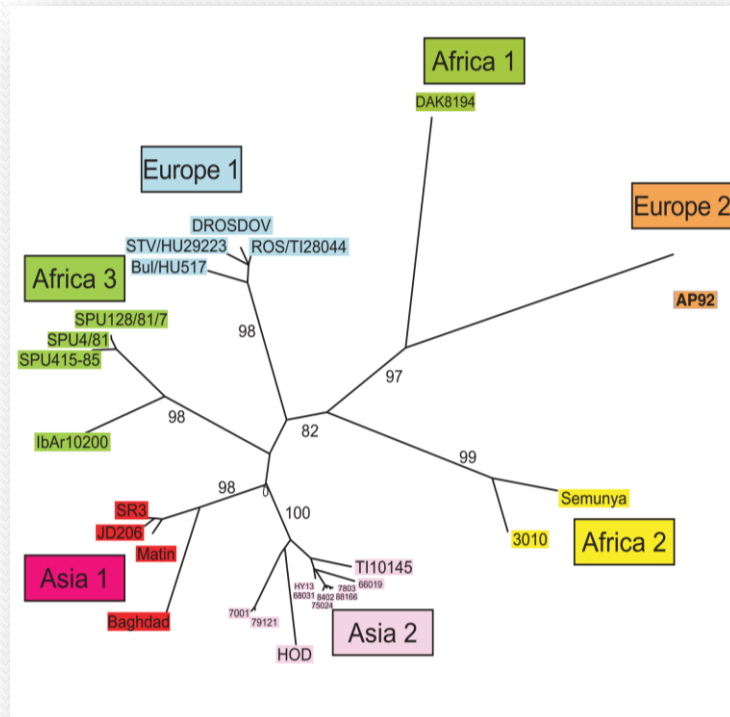 Africa 1
DAK8194
Europe 1
Europe 2
DROSDOV
STV/HU29223
ROS/TI28044
Bul/HU517
Africa 3
AP92
SPU128/81/7
SPU4/81
SPU415-85
98
97
82
98
IbAr10200
99
98
0
Semunya
100
SR3
JD206
3010
Africa 2
Matin
TI10145
Asia 1
66019
HY13
7803
68031
8402
88166
75024
7001
79121
Baghdad
Asia 2
HOD